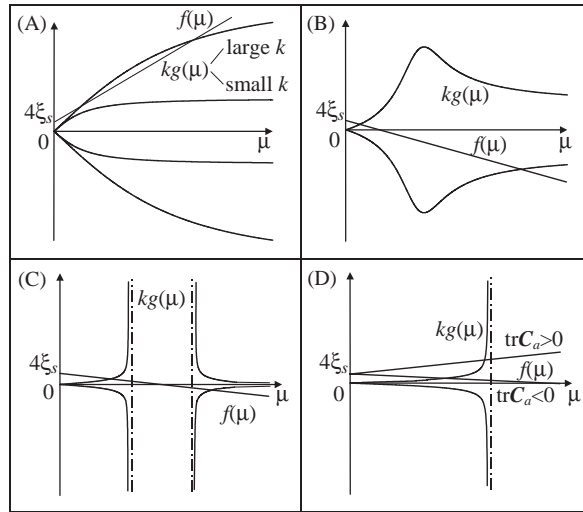 (A)
f(μ)
large k
kg(μ)
small k
4ξs
0
μ
(B)
kg(μ)
4ξs
0
μ
f(μ)
(C)
kg(μ)
4ξs
0
μ
f(μ)
(D)
kg(μ)
trCa>0
4ξs
f(μ)
0
trCa<0
μ